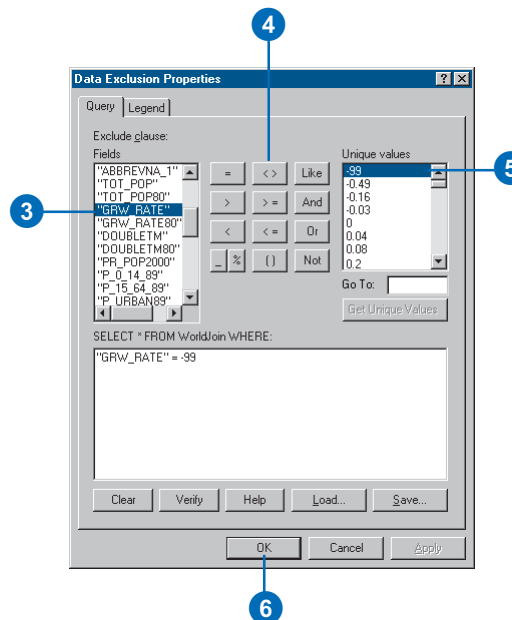 4
Data Exclusion Properties
Query Legend
Exclude clause:
Fields
"ABBREVNA_1"
"TOT_POP"
"TOT_POP80"
"GRW_RATE"
"GRW_RATE80"
"DOUBLETM"
"DOUBLETM80"
"PR_POP2000"
"P_0_14_89"
"P_15_64_89"
"P_URBAN89"
3
= < > Like
> > = And
< < = Or
_ % ( ) Not
Unique values
-99
-0.49
-0.16
-0.03
0
0.04
0.08
0.2
5
Go To:
Get Unique Values
SELECT * FROM WorldJoin WHERE:
"GRW_RATE" = -99
Clear Verify Help Load... Save...
OK Cancel Apply
6